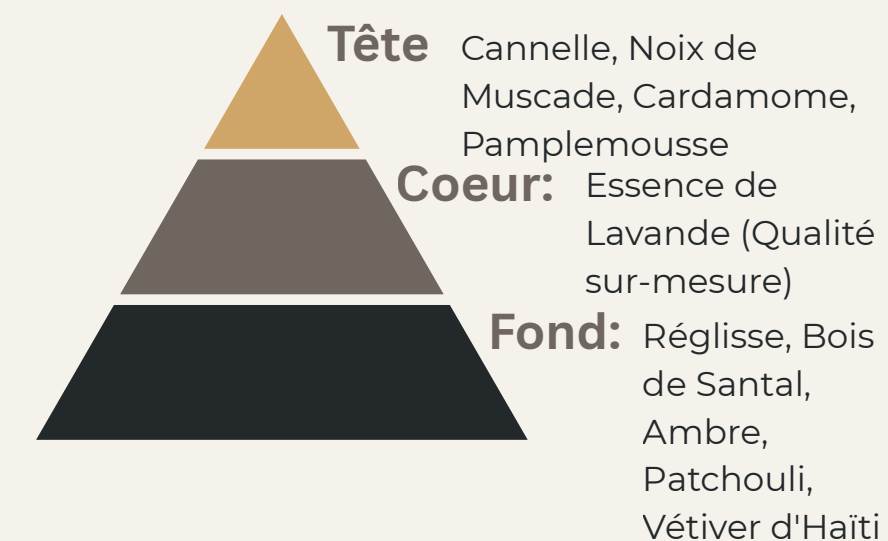 Tête
Cannelle, Noix de
Muscade, Cardamome,
Pamplemousse
Coeur:
Essence de
Lavande (Qualité
sur-mesure)
Fond:
Réglisse, Bois
de Santal,
Ambre,
Patchouli,
Vétiver d'Haïti